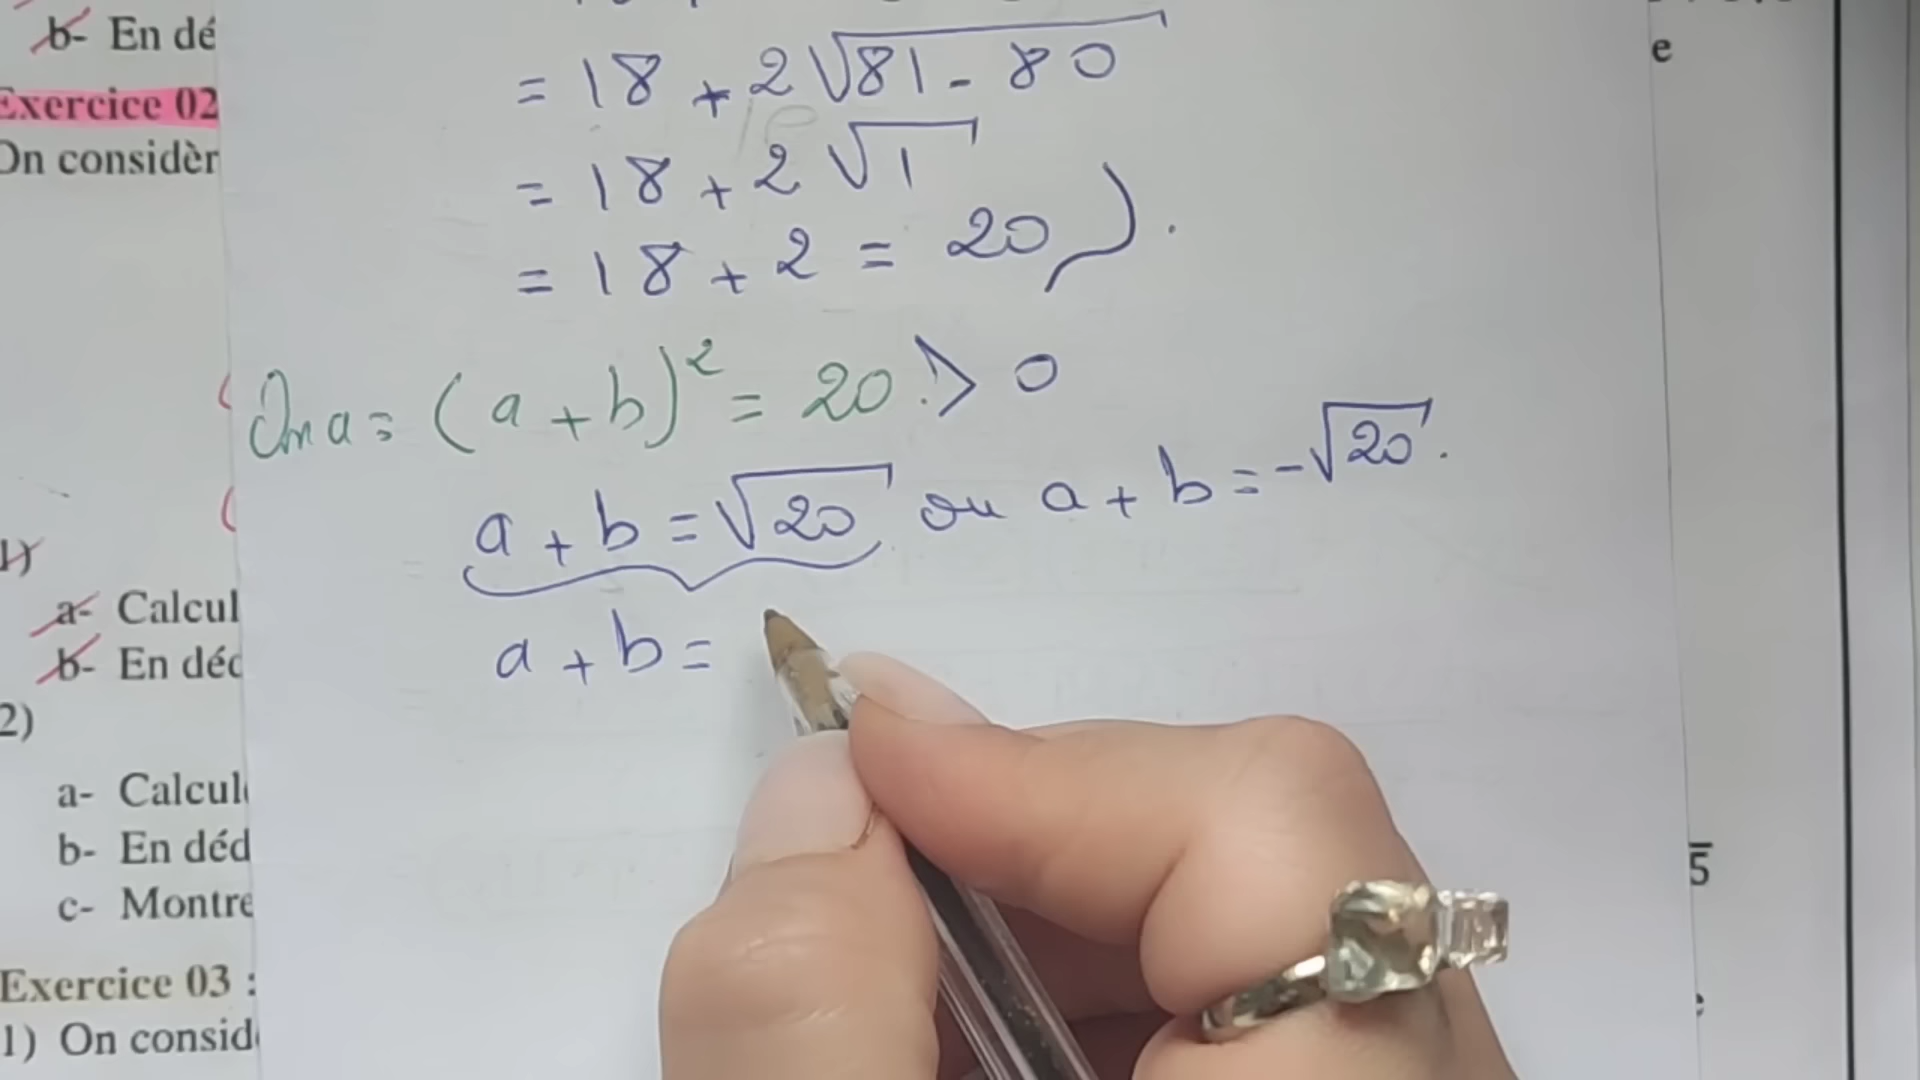 b- En dé
Exercice 02
On considèr
1)
a- Calcul
b- En déd
2)
a- Calcul
b- En déd
c- Montre
Exercice 03 :
1) On consid
= 18 + 2√81 - 80
= 18 + 2√1
= 18 + 2 = 20
On a : (a + b)² = 20 > 0
a + b = √20 ou a + b = -√20.
a + b =
e
5